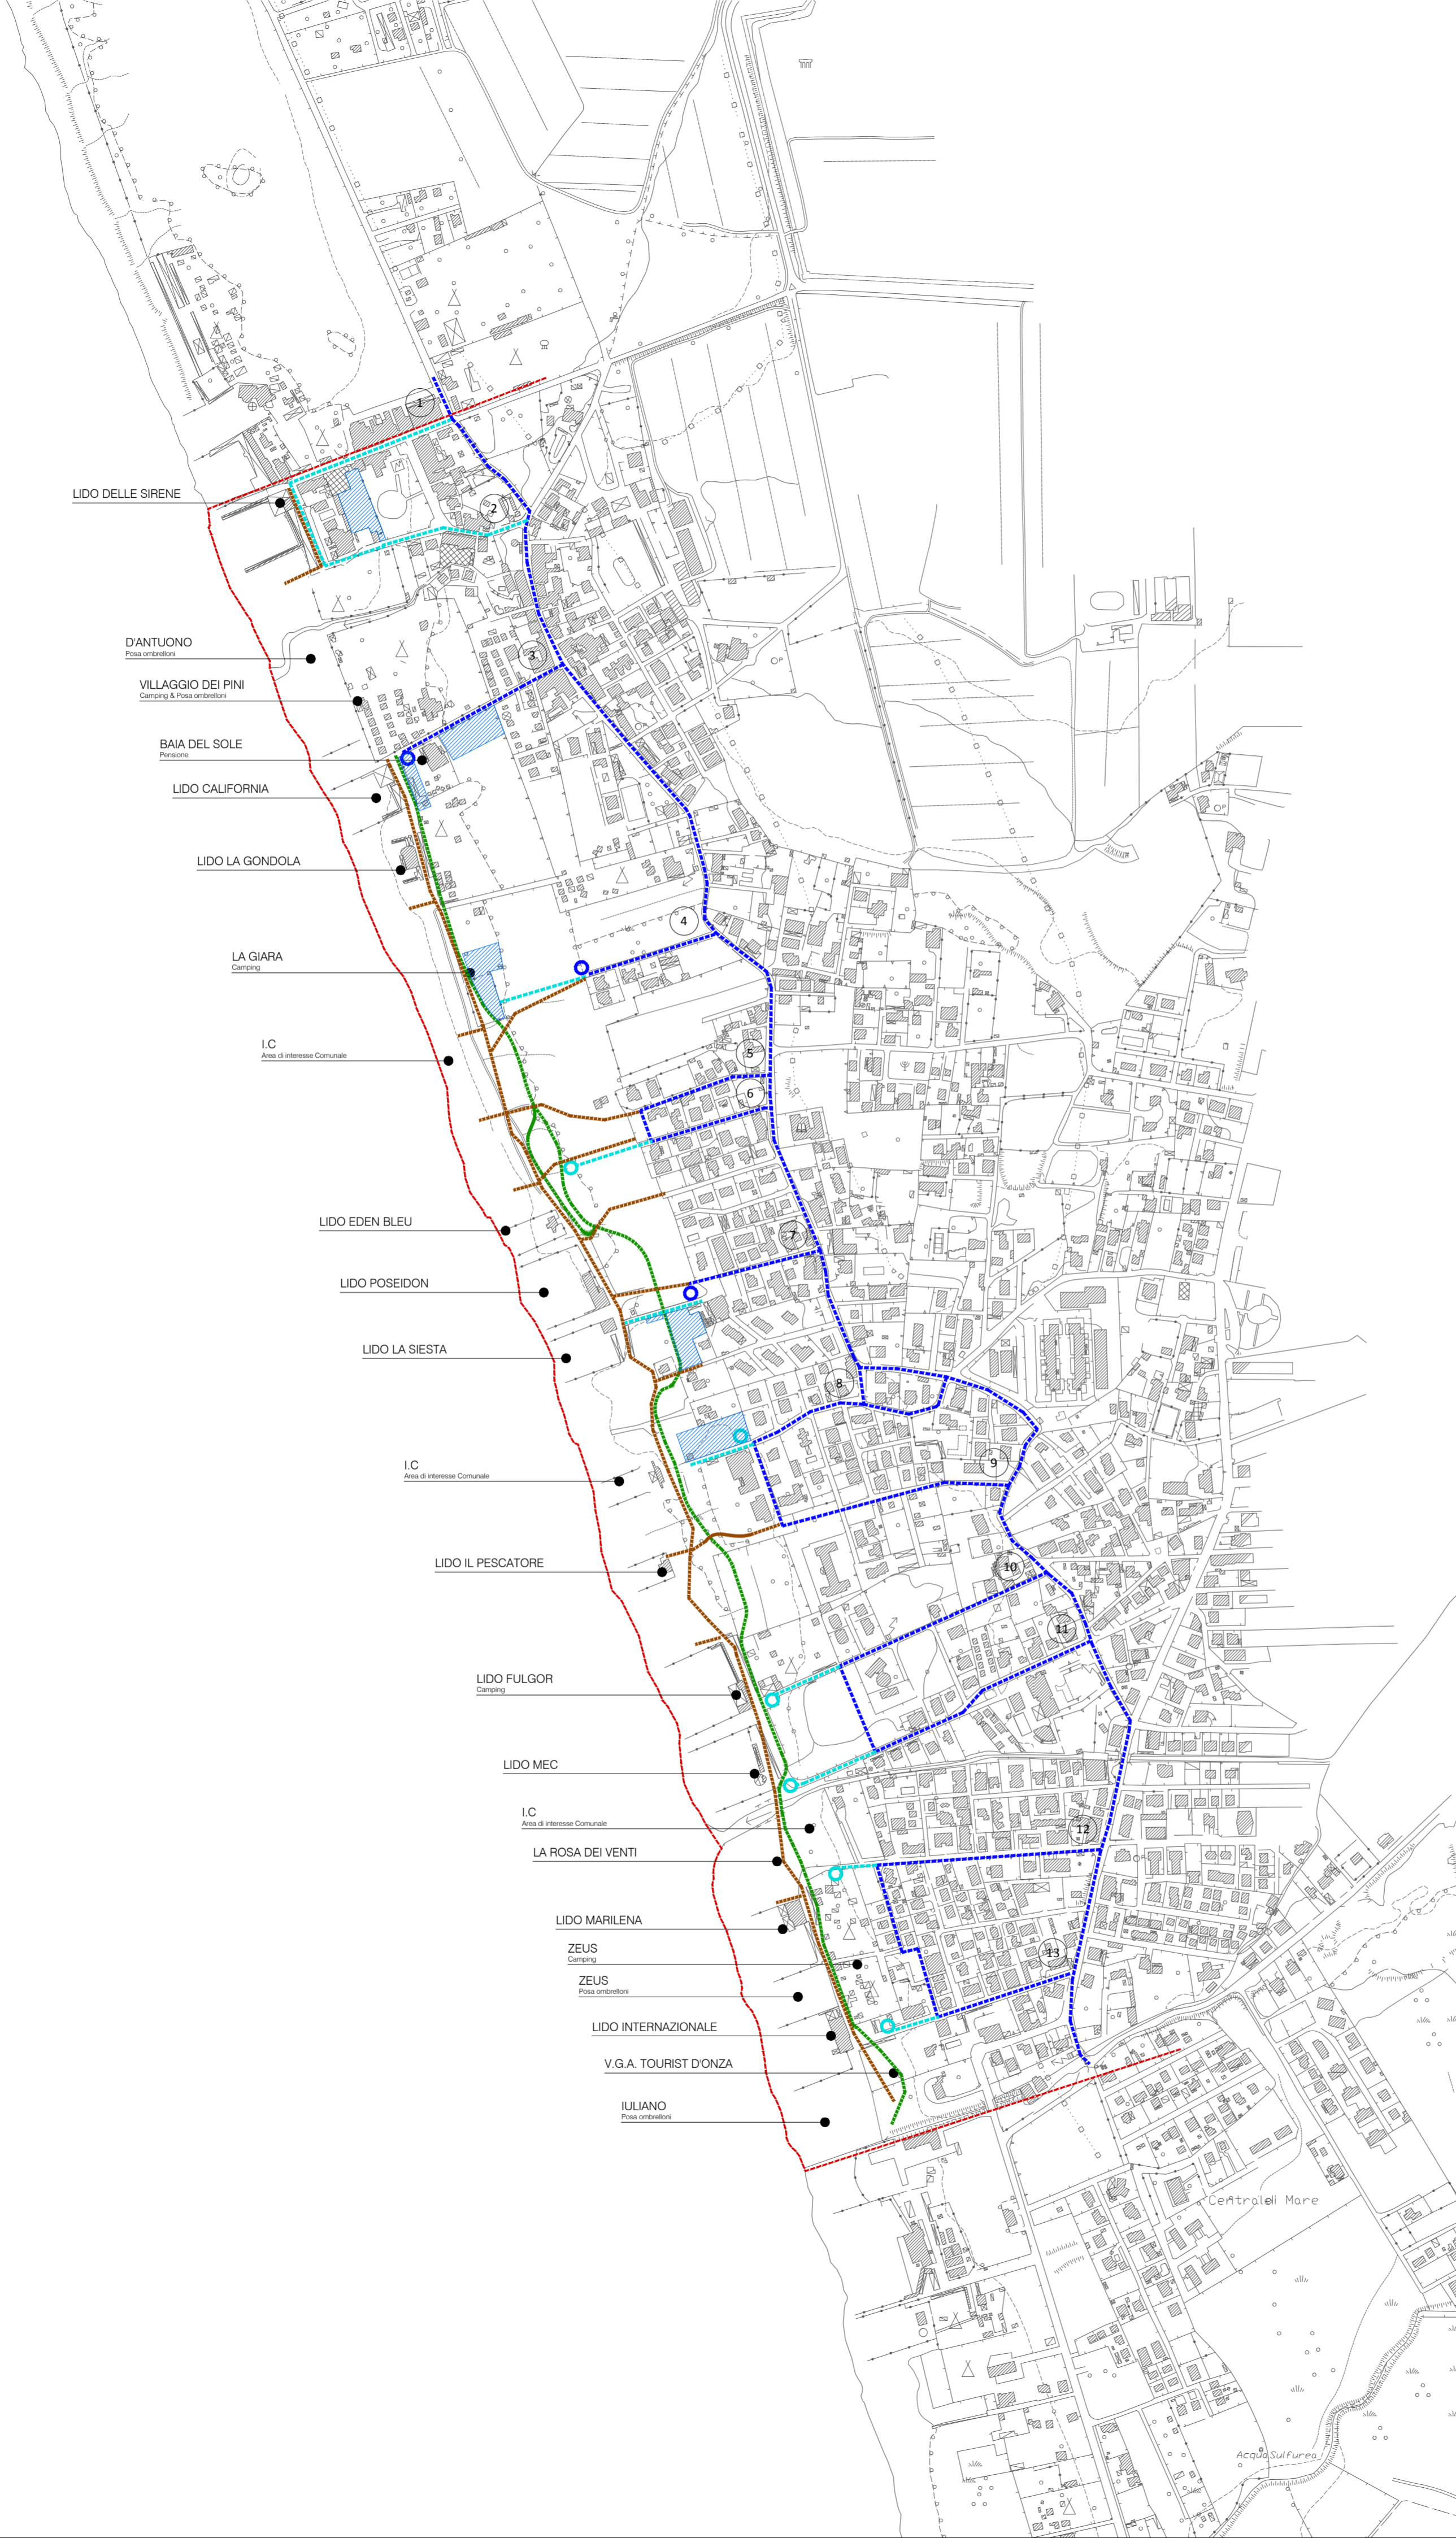 1
LIDO DELLE SIRENE
2
D'ANTUONO
Posa ombrelloni
3
VILLAGGIO DEI PINI
Camping & Posa ombrelloni
BAIA DEL SOLE
Pensione
LIDO CALIFORNIA
LIDO LA GONDOLA
4
LA GIARA
Camping
I.C
Area di interesse Comunale
5
6
LIDO EDEN BLEU
7
LIDO POSEIDON
LIDO LA SIESTA
8
I.C
Area di interesse Comunale
9
LIDO IL PESCATORE
10
11
LIDO FULGOR
Camping
LIDO MEC
I.C
Area di interesse Comunale
12
LA ROSA DEI VENTI
LIDO MARILENA
ZEUS
Camping
13
ZEUS
Posa ombrelloni
LIDO INTERNAZIONALE
V.G.A. TOURIST D'ONZA
IULIANO
Posa ombrelloni
Centrale di Mare
Acqua Sulfurea